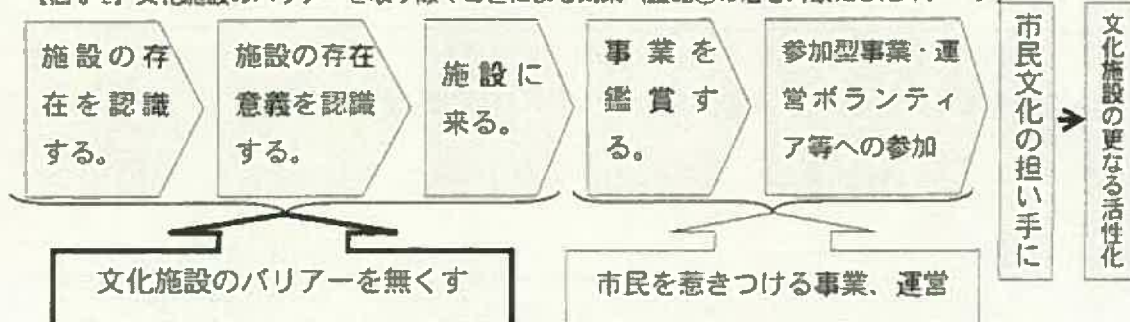 施設の存
在を認識
する。
施設の存在
意義を認識
する。
施設に
来る。
事業を
鑑賞す
る。
参加型事業・運
営ボランティ
ア等への参加
市民文化の担い手に
→
文化施設の更なる活性化
文化施設のバリアーを無くす
市民を惹きつける事業、運営